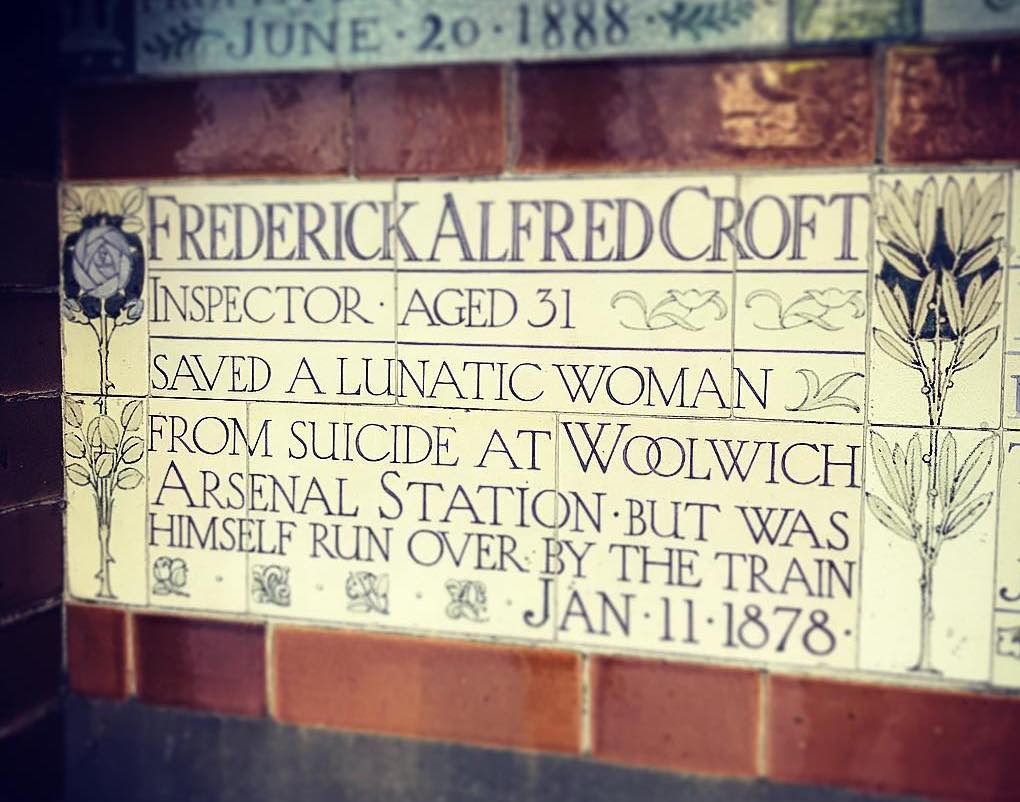 JUNE · 20 · 1888
FREDERICK ALFRED CROFT
INSPECTOR · AGED 31
SAVED A LUNATIC WOMAN
FROM SUICIDE AT WOOLWICH
ARSENAL STATION · BUT WAS
HIMSELF RUN OVER BY THE TRAIN
JAN · 11 · 1878 ·